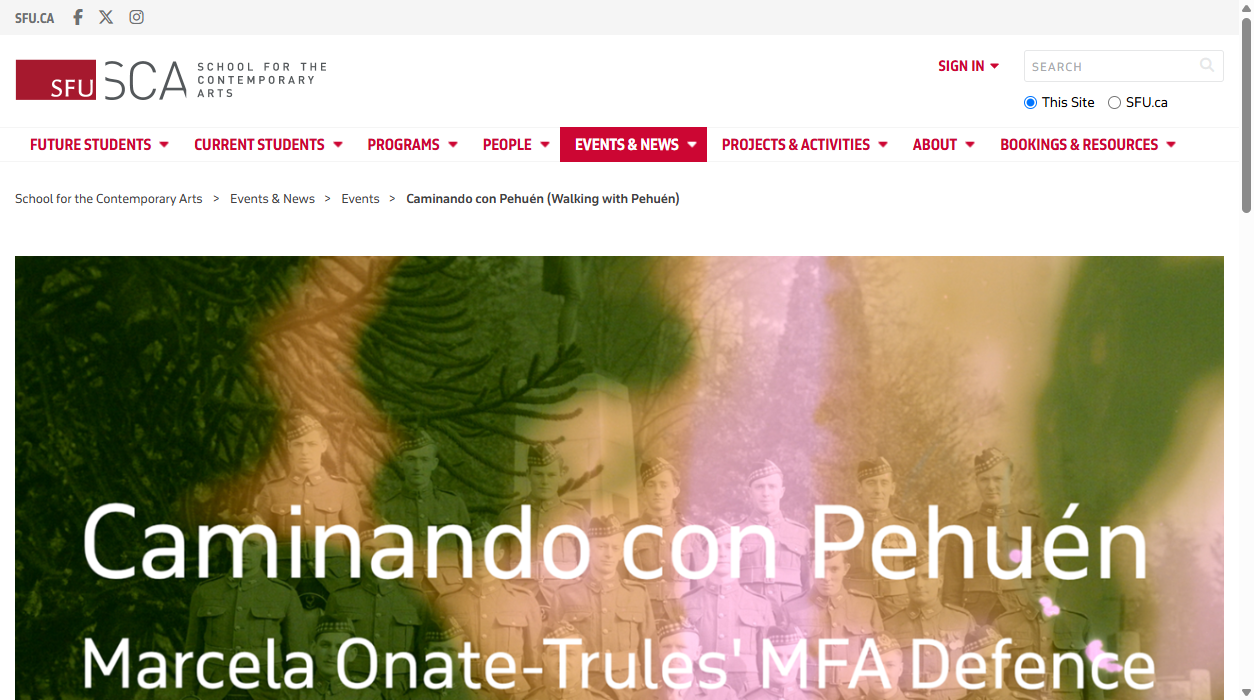 SFU.CA
SFU SCA SCHOOL FOR THE
CONTEMPORARY
ARTS
SIGN IN
SEARCH
This Site SFU.ca
FUTURE STUDENTS CURRENT STUDENTS PROGRAMS PEOPLE EVENTS & NEWS PROJECTS & ACTIVITIES ABOUT BOOKINGS & RESOURCES
School for the Contemporary Arts > Events & News > Events > Caminando con Pehuén (Walking with Pehuén)
Caminando con Pehuén
Marcela Onate-Trules' MFA Defence